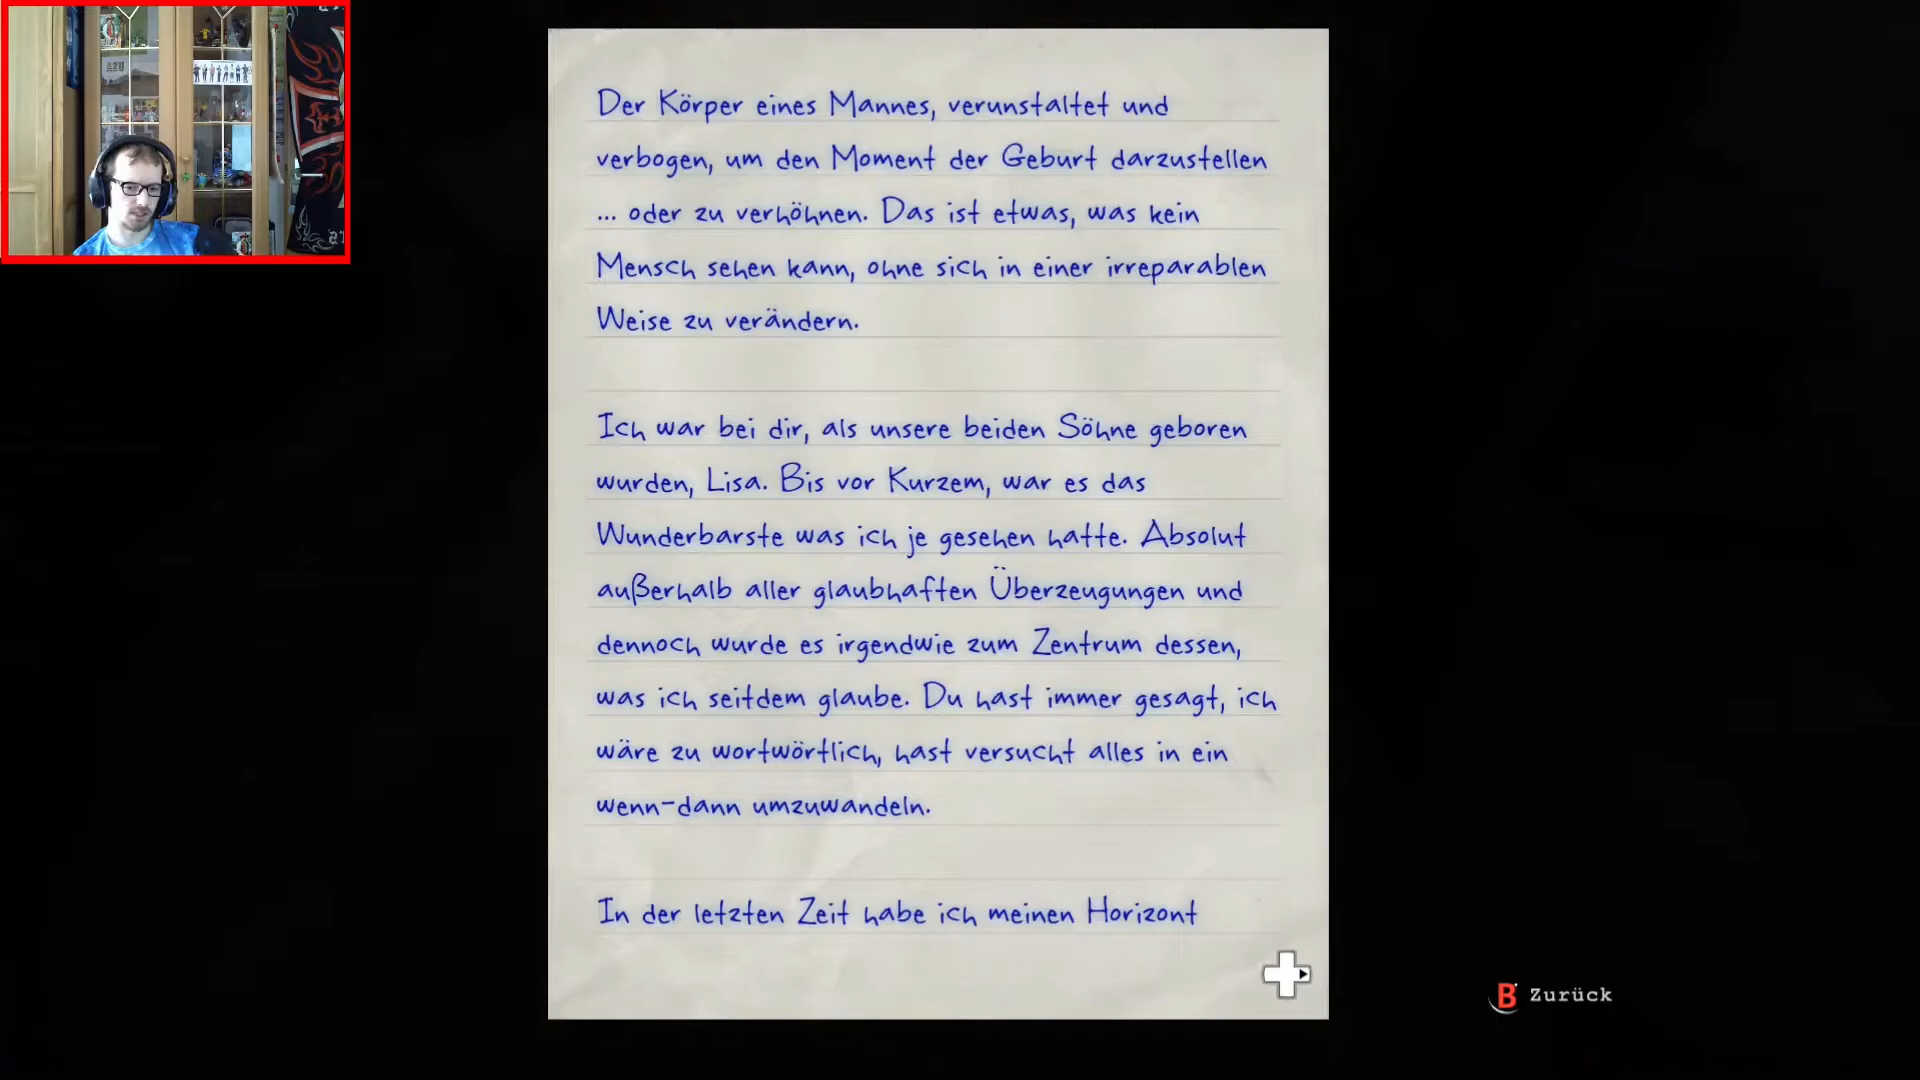 Der Körper eines Mannes, verunstaltet und
verbogen, um den Moment der Geburt darzustellen
... oder zu verhöhnen. Das ist etwas, was kein
Mensch sehen kann, ohne sich in einer irreparablen
Weise zu verändern.
Ich war bei dir, als unsere beiden Söhne geboren
wurden, Lisa. Bis vor Kurzem, war es das
Wunderbarste was ich je gesehen hatte. Absolut
außerhalb aller glaubhaften Überzeugungen und
dennoch wurde es irgendwie zum Zentrum dessen,
was ich seitdem glaube. Du hast immer gesagt, ich
wäre zu wortwörtlich, hast versucht alles in ein
wenn-dann umzuwandeln.
In der letzten Zeit habe ich meinen Horizont
B Zurück